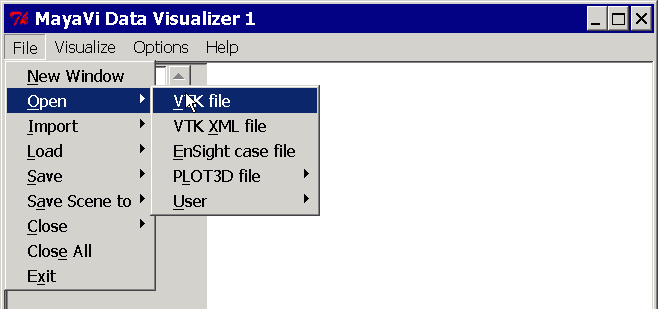 MayaVi Data Visualizer 1
File Visualize Options Help
New Window
Open
Import
Load
Save
Save Scene to
Close
Close All
Exit
VTK file
VTK XML file
EnSight case file
PLOT3D file
User